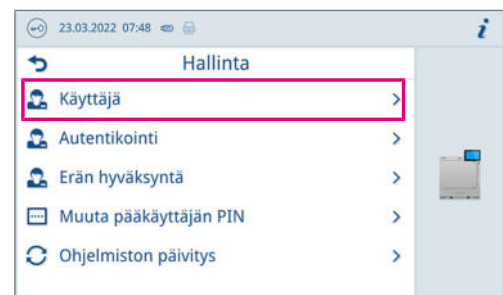 23.03.2022 07:48 i
Hallinta
Käyttäjä
Autentikointi
Erän hyväksyntä
Muuta pääkäyttäjän PIN
Ohjelmiston päivitys